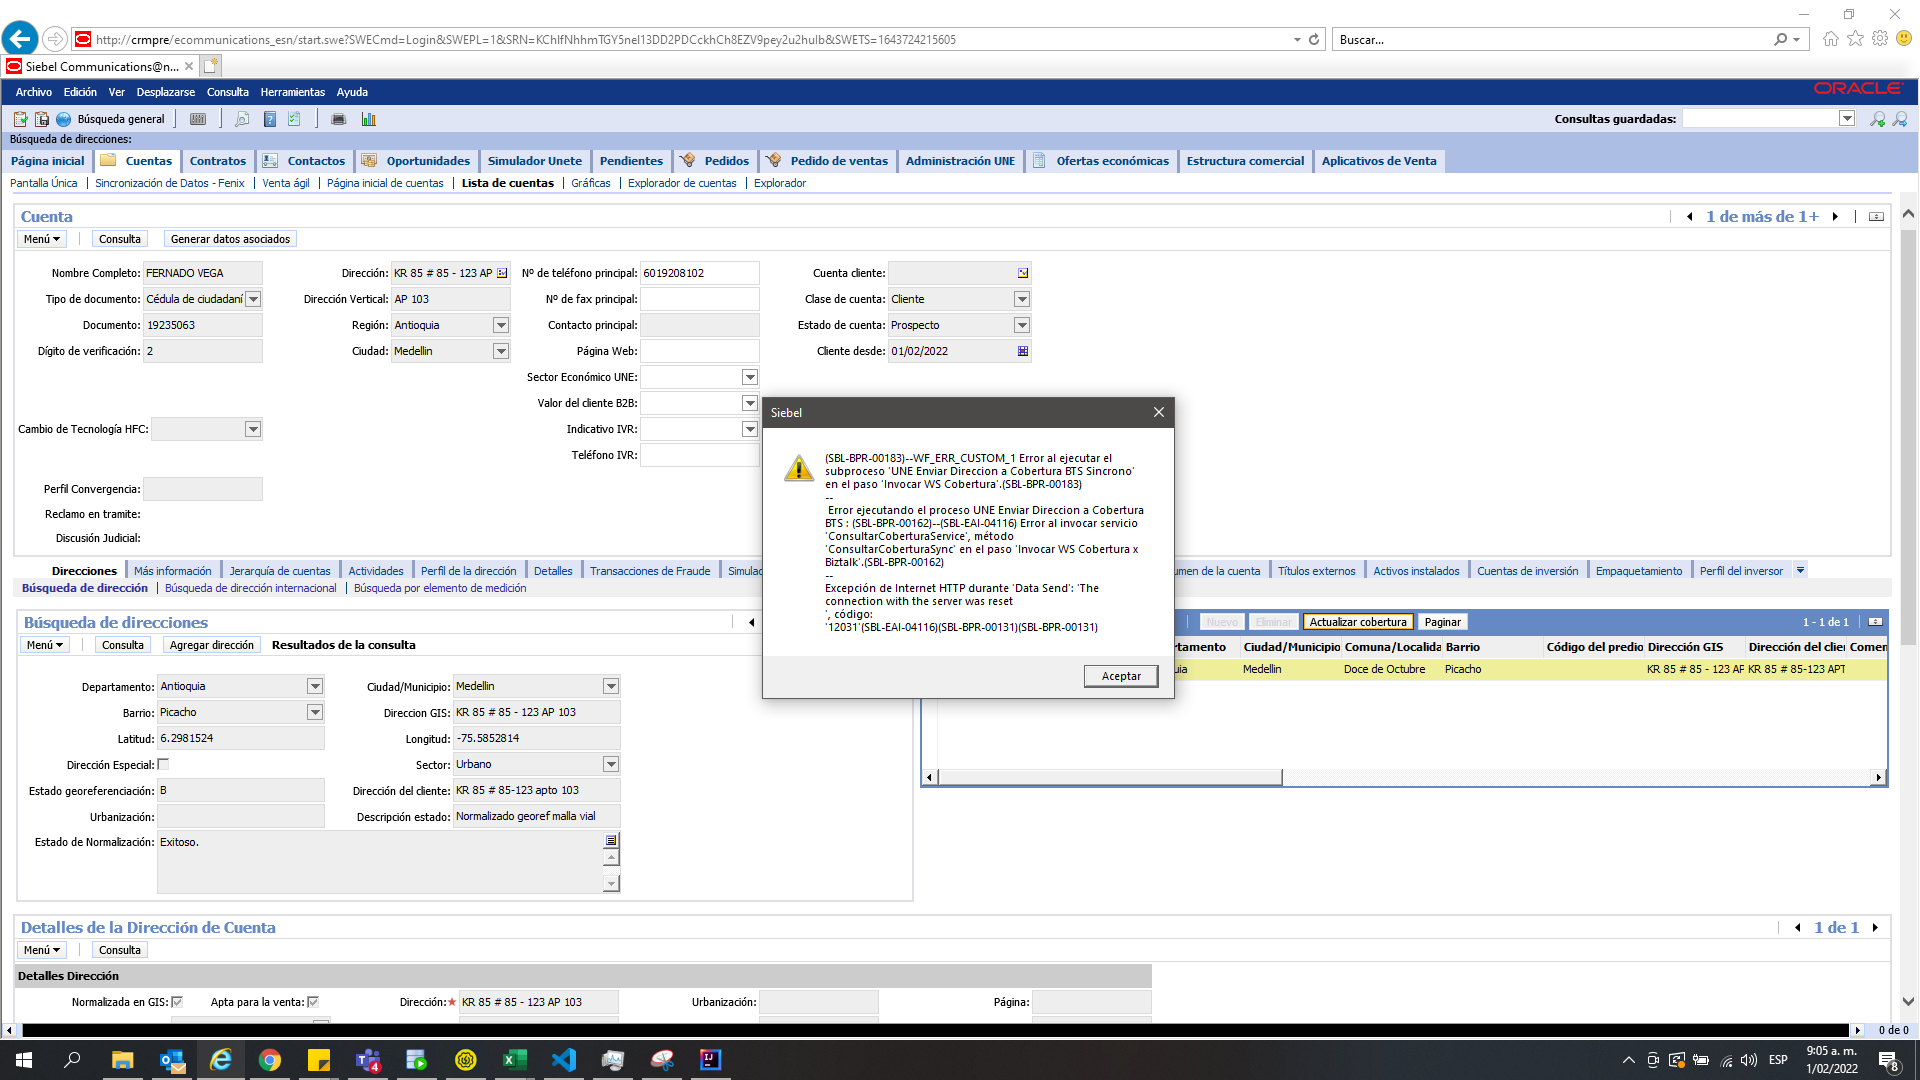 http://crmpre/ecommunications_esn/start.swe?SWECmd=Login&SWEPL=1&SRN=KChIfNhhmTGY5nel13DD2PDCckhCh8EZV9pey2u2huIb&SWETS=1643724215605
Buscar...
Siebel Communications@n...
Archivo Edición Ver Desplazarse Consulta Herramientas Ayuda
ORACLE
Búsqueda general
Consultas guardadas:
Búsqueda de direcciones:
Página inicial Cuentas Contratos Contactos Oportunidades Simulador Unete Pendientes Pedidos Pedido de ventas Administración UNE Ofertas económicas Estructura comercial Aplicativos de Venta
Pantalla Única Sincronización de Datos - Fenix Venta ágil Página inicial de cuentas Lista de cuentas Gráficas Explorador de cuentas Explorador
Cuenta
1 de más de 1+
Menú Consulta Generar datos asociados
Nombre Completo: FERNADO VEGA Dirección: KR 85 # 85 - 123 AP Nº de teléfono principal: 6019208102 Cuenta cliente:
Tipo de documento: Cédula de ciudadaní Dirección Vertical: AP 103 Nº de fax principal: Clase de cuenta: Cliente
Documento: 19235063 Región: Antioquia Contacto principal: Estado de cuenta: Prospecto
Dígito de verificación: 2 Ciudad: Medellin Página Web: Cliente desde: 01/02/2022
Sector Económico UNE:
Valor del cliente B2B:
Cambio de Tecnología HFC: Indicativo IVR:
Teléfono IVR:
Perfil Convergencia:
Reclamo en tramite:
Discusión Judicial:
Siebel
(SBL-BPR-00183)--WF_ERR_CUSTOM_1 Error al ejecutar el
subproceso 'UNE Enviar Direccion a Cobertura BTS Sincrono'
en el paso 'Invocar WS Cobertura'.(SBL-BPR-00183)
--
Error ejecutando el proceso UNE Enviar Direccion a Cobertura
BTS : (SBL-BPR-00162)--(SBL-EAI-04116) Error al invocar servicio
'ConsultarCoberturaService', método
'ConsultarCoberturaSync' en el paso 'Invocar WS Cobertura x
Biztalk'.(SBL-BPR-00162)
--
Excepción de Internet HTTP durante 'Data Send': 'The
connection with the server was reset
', código:
'12031'(SBL-EAI-04116)(SBL-BPR-00131)(SBL-BPR-00131)
Aceptar
Direcciones Más información Jerarquía de cuentas Actividades Perfil de la dirección Detalles Transacciones de Fraude Simulac umen de la cuenta Títulos externos Activos instalados Cuentas de inversión Empaquetamiento Perfil del inversor
Búsqueda de dirección Búsqueda de dirección internacional Búsqueda por elemento de medición
Búsqueda de direcciones
Menú Consulta Agregar dirección Resultados de la consulta
Nuevo Eliminar Actualizar cobertura Paginar 1 - 1 de 1
rtamento Ciudad/Municipio Comuna/Localida Barrio Código del predio Dirección GIS Dirección del clie Comen
uia Medellin Doce de Octubre Picacho KR 85 # 85 - 123 AF KR 85 # 85-123 APT
Departamento: Antioquia Ciudad/Municipio: Medellin
Barrio: Picacho Direccion GIS: KR 85 # 85 - 123 AP 103
Latitud: 6.2981524 Longitud: -75.5852814
Dirección Especial: Sector: Urbano
Estado georeferenciación: B Dirección del cliente: KR 85 # 85-123 apto 103
Urbanización: Descripción estado: Normalizado georef malla vial
Estado de Normalización: Exitoso.
Detalles de la Dirección de Cuenta
1 de 1
Menú Consulta
Detalles Dirección
Normalizada en GIS: Apta para la venta: Dirección: KR 85 # 85 - 123 AP 103 Urbanización: Página:
0 de 0
4
ESP
9:05 a. m.
1/02/2022
8